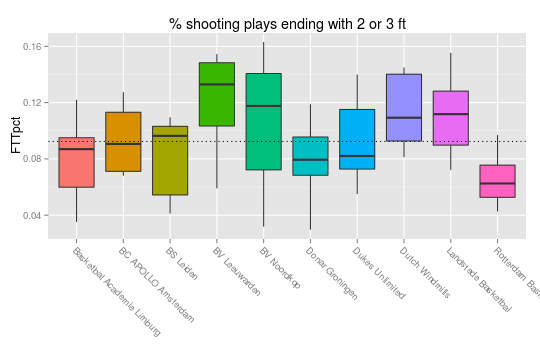 % shooting plays ending with 2 or 3 ft
FTTpct
0.16
0.12
0.08
0.04
Basketbal Academie Limburg
BC APOLLO Amsterdam
BS Leiden
BV Leeuwarden
BV Noordkop
Donar Groningen
Dukes Unlimited
Dutch Windmills
Landstede Basketbal
Rotterdam Bas